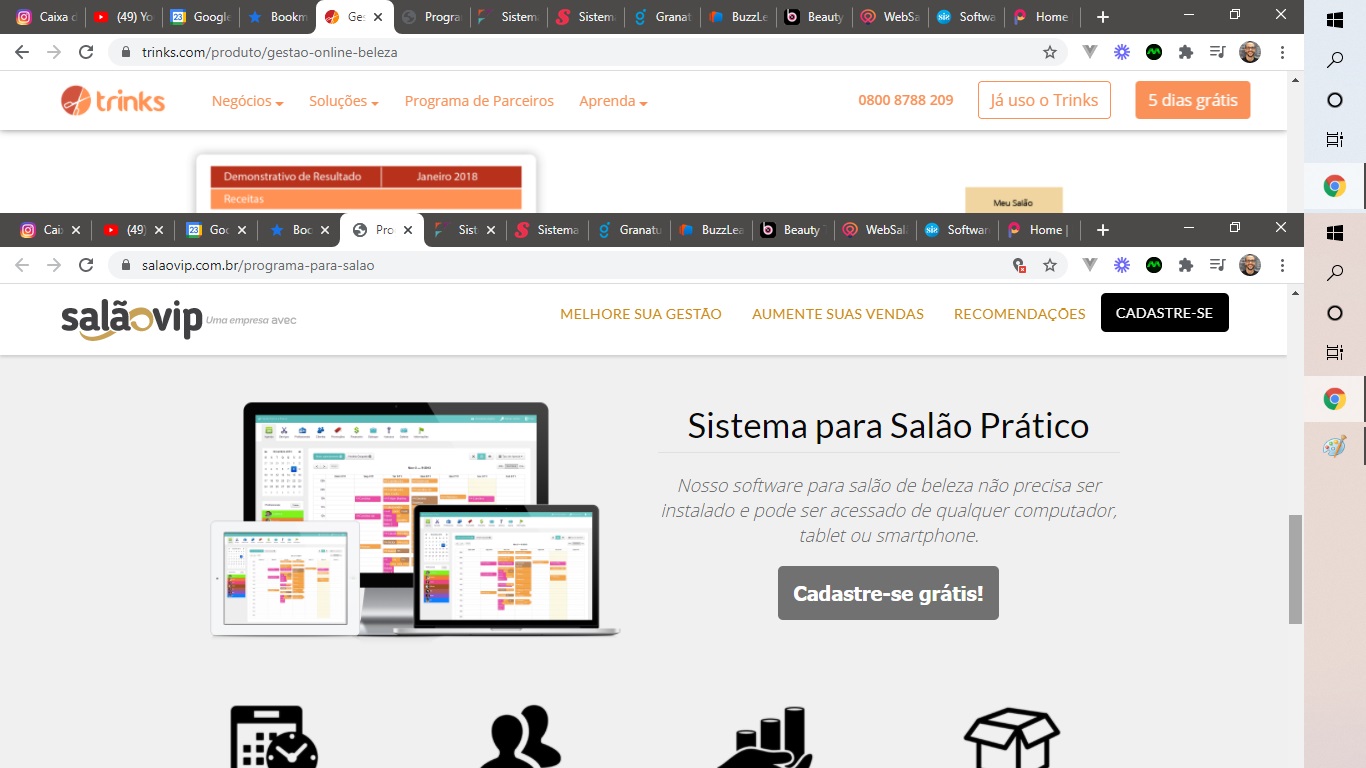 Caixa d
(49) Yo
Google
Bookm
Ges
Progra
Sistem
Sistema
Granat
BuzzLe
Beauty
WebSa
Softwa
Home
trinks.com/produto/gestao-online-beleza
trinks
Negócios
Soluções
Programa de Parceiros
Aprenda
0800 8788 209
Já uso o Trinks
5 dias grátis
Demonstrativo de Resultado
Janeiro 2018
Receitas
Meu Salão
Cai
(49)
Goo
Boo
Pro
Sist
Sistema
Granatu
BuzzLea
Beauty
WebSal
Softwar
Home |
salaovip.com.br/programa-para-salao
salãovip Uma empresa avec
MELHORE SUA GESTÃO
AUMENTE SUAS VENDAS
RECOMENDAÇÕES
CADASTRE-SE
Sistema para Salão Prático
Nosso software para salão de beleza não precisa ser
instalado e pode ser acessado de qualquer computador,
tablet ou smartphone.
Cadastre-se grátis!